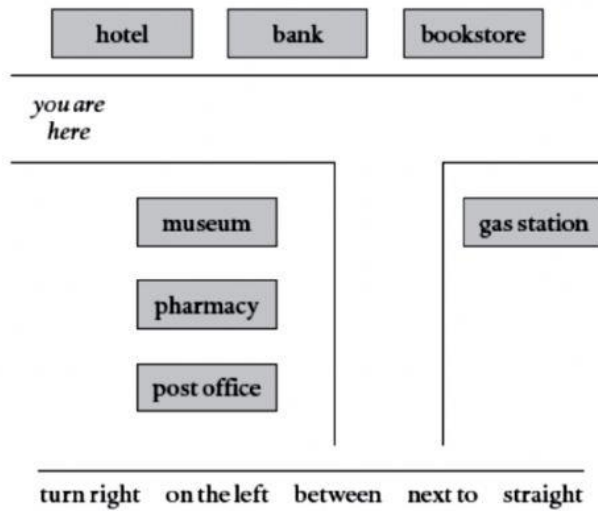 hotel bank bookstore
you are
here
museum gas station
pharmacy
post office
turn right on the left between next to straight